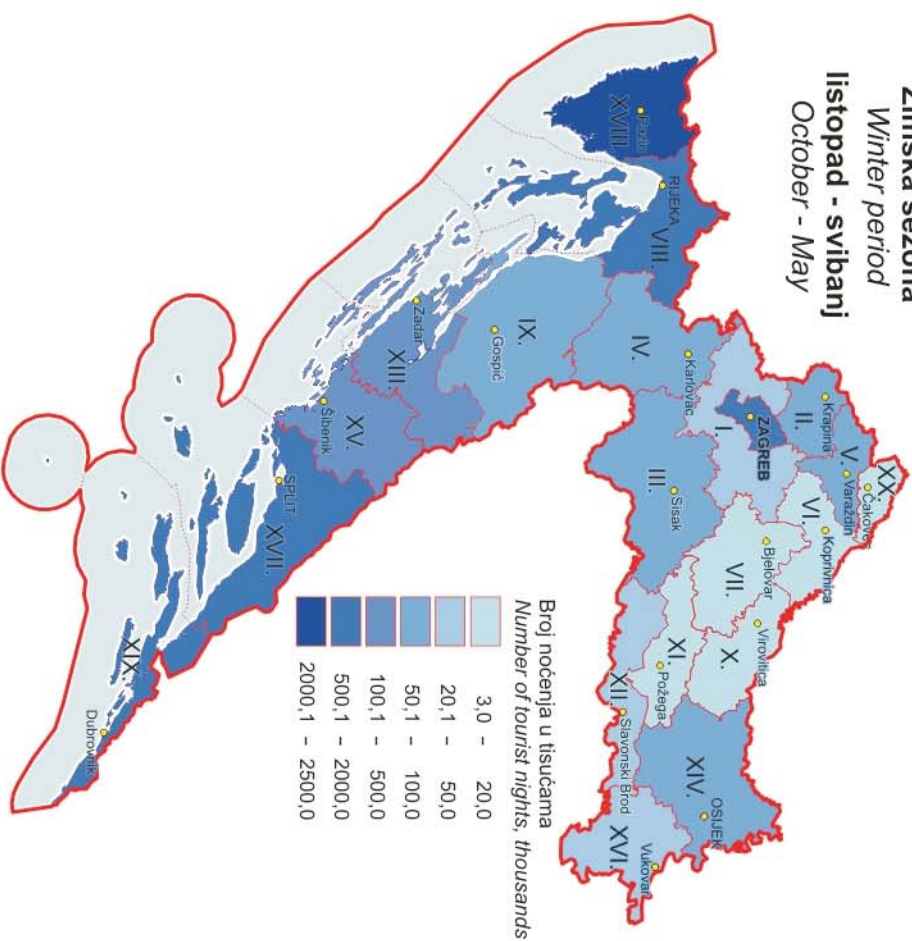 Zimska sezona
Winter period
listopad - svibanj
October - May
XX.
Čakovec
V.
Varaždin
Krapina
II.
VI.
Koprivnica
ZAGREB
I.
Bjelovar
VII.
Virovitica
X.
Karlovac
IV.
Sisak
III.
XI.
Požega
XII.
Slavonski Brod
XIV.
OSIJEK
Vukovar
XVI.
Pazin
XVIII.
RIJEKA
VIII.
IX.
Gospić
Zadar
XIII.
XV.
Šibenik
SPLIT
XVII.
XIX.
Dubrovnik
Broj noćenja u tisućama
Number of tourist nights, thousands
3,0 - 20,0
20,1 - 50,0
50,1 - 100,0
100,1 - 500,0
500,1 - 2000,0
2000,1 - 2500,0